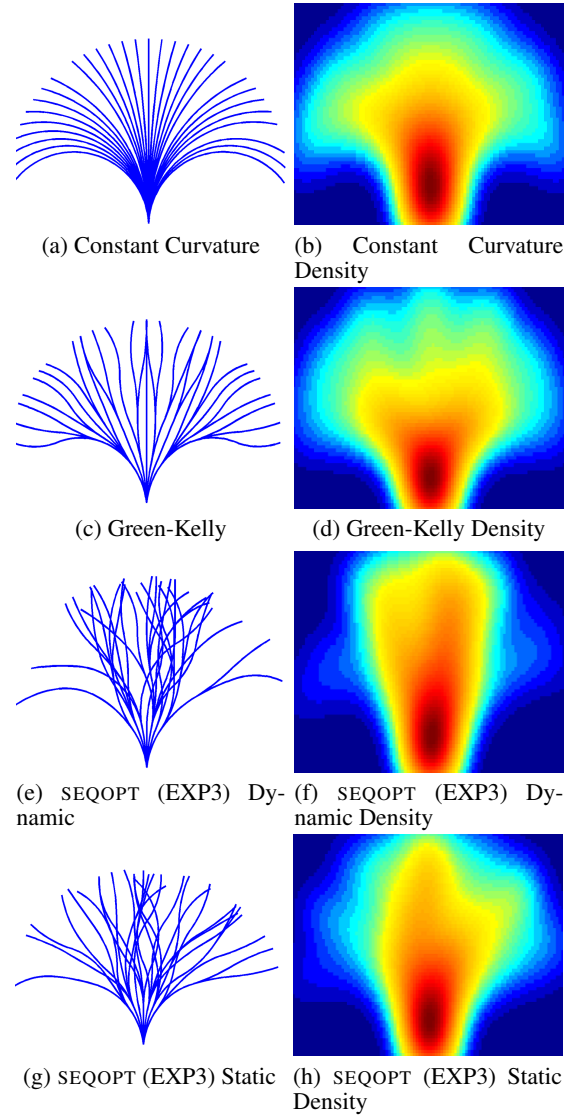 (a) Constant Curvature
(b) Constant Curvature
Density
(c) Green-Kelly
(d) Green-Kelly Density
(e) SEQOPT (EXP3) Dy-
namic
(f) SEQOPT (EXP3) Dy-
namic Density
(g) SEQOPT (EXP3) Static
(h) SEQOPT (EXP3) Static
Density